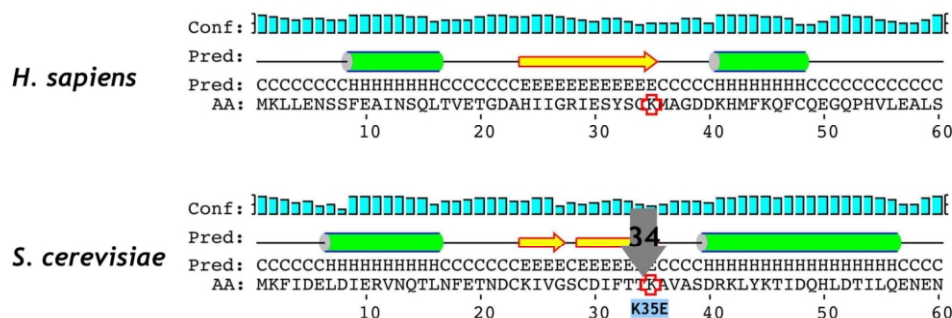 Conf:
Pred:
H. sapiens
Pred: CCCCCCCCHHHHHHHHCCCCCCCEEEEEEEEEEEECCCCCHHHHHHHHCCCCCCCCCCCC
AA: MKLLENSSFEAINSQLTVETGDAHIIGRIESYSCKMAGDDKHMFKQFCQEGQPHVLEALS
10 20 30 40 50 60
Conf:
Pred: 34
S. cerevisiae
Pred: CCCCCCHHHHHHHHHHCCCCCCCEEEECEEEEEEECCCCHHHHHHHHHHHHHHHHHCCCC
AA: MKFIDELDIERVNQTLNFETNDCKIVGSCDIFTTKAVASDRKLYKTIDQHLDTILQENEN
10 20 30 K35E 40 50 60